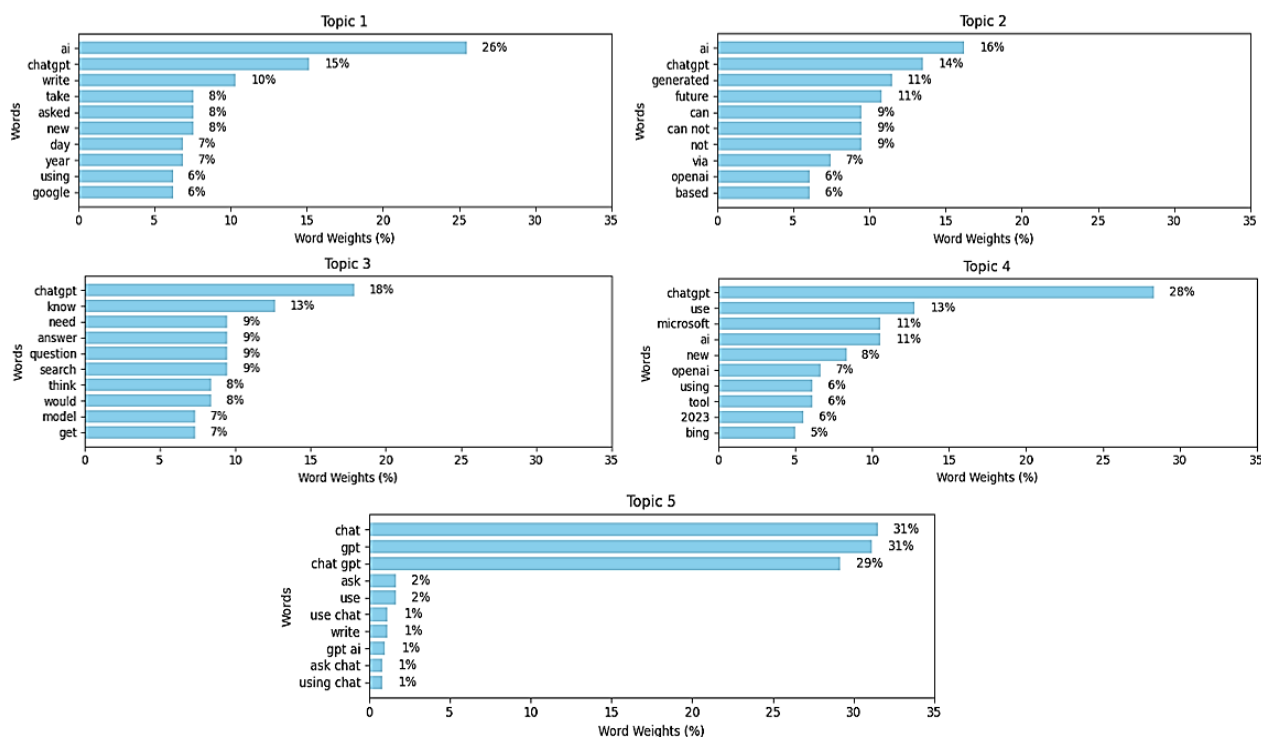 Topic 1
Words
ai 26%
chatgpt 15%
write 10%
take 8%
asked 8%
new 8%
day 7%
year 7%
using 6%
google 6%
0 5 10 15 20 25 30 35
Word Weights (%)
Topic 2
Words
ai 16%
chatgpt 14%
generated 11%
future 11%
can 9%
can not 9%
not 9%
via 7%
openai 6%
based 6%
0 5 10 15 20 25 30 35
Word Weights (%)
Topic 3
Words
chatgpt 18%
know 13%
need 9%
answer 9%
question 9%
search 9%
think 8%
would 8%
model 7%
get 7%
0 5 10 15 20 25 30 35
Word Weights (%)
Topic 4
Words
chatgpt 28%
use 13%
microsoft 11%
ai 11%
new 8%
openai 7%
using 6%
tool 6%
2023 6%
bing 5%
0 5 10 15 20 25 30 35
Word Weights (%)
Topic 5
Words
chat 31%
gpt 31%
chat gpt 29%
ask 2%
use 2%
use chat 1%
write 1%
gpt ai 1%
ask chat 1%
using chat 1%
0 5 10 15 20 25 30 35
Word Weights (%)